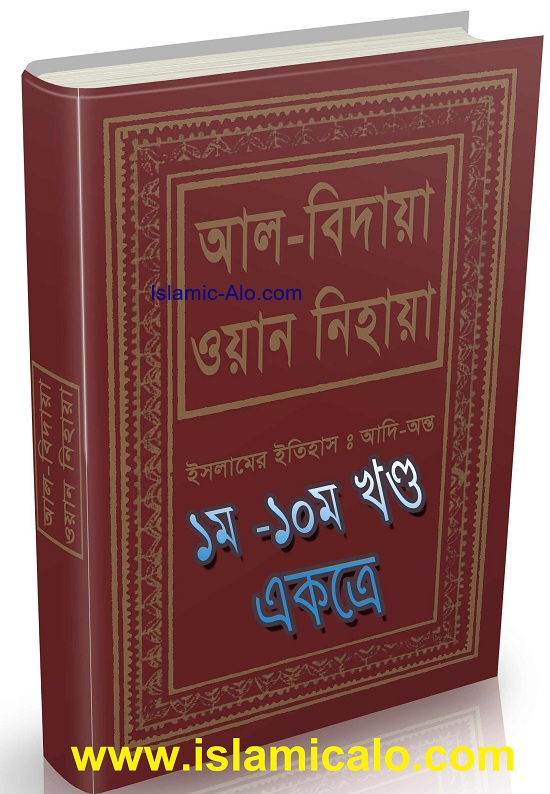 আল-বিদায়া
Islamic-Alo.com
ওয়ান নিহায়া
ইসলামের ইতিহাস ঃ আদি-অন্ত
১ম -১০ম খণ্ড
একত্রে
আল-বিদায়া
ওয়ান নিহায়া
www.islamicalo.com